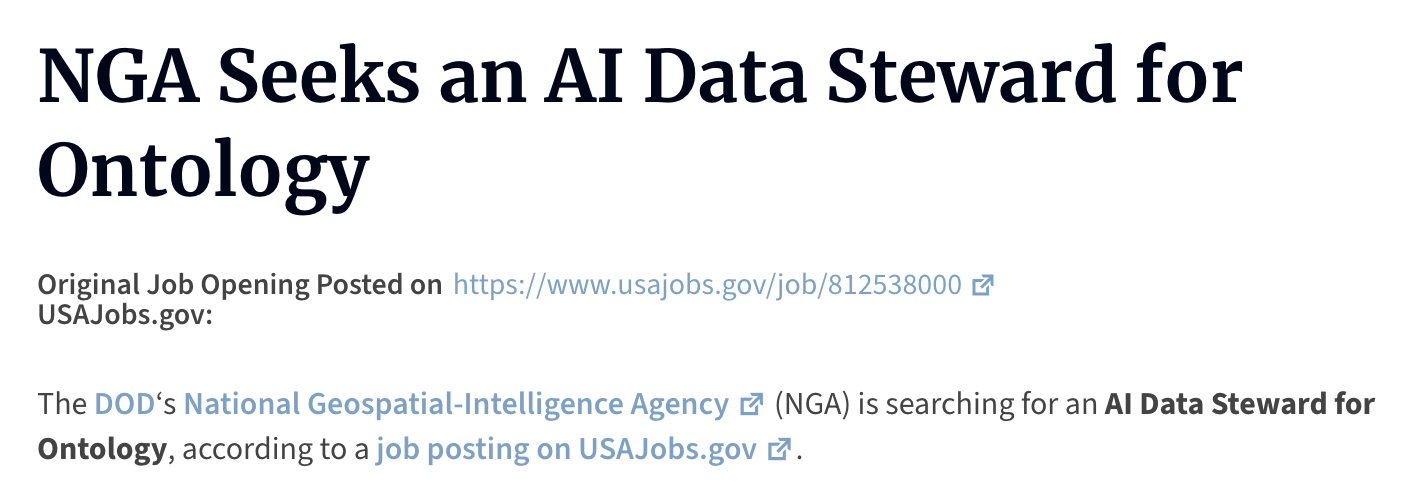 NGA Seeks an AI Data Steward for
Ontology
Original Job Opening Posted on https://www.usajobs.gov/job/812538000
USAJobs.gov:
The DOD‘s National Geospatial-Intelligence Agency (NGA) is searching for an AI Data Steward for
Ontology, according to a job posting on USAJobs.gov.